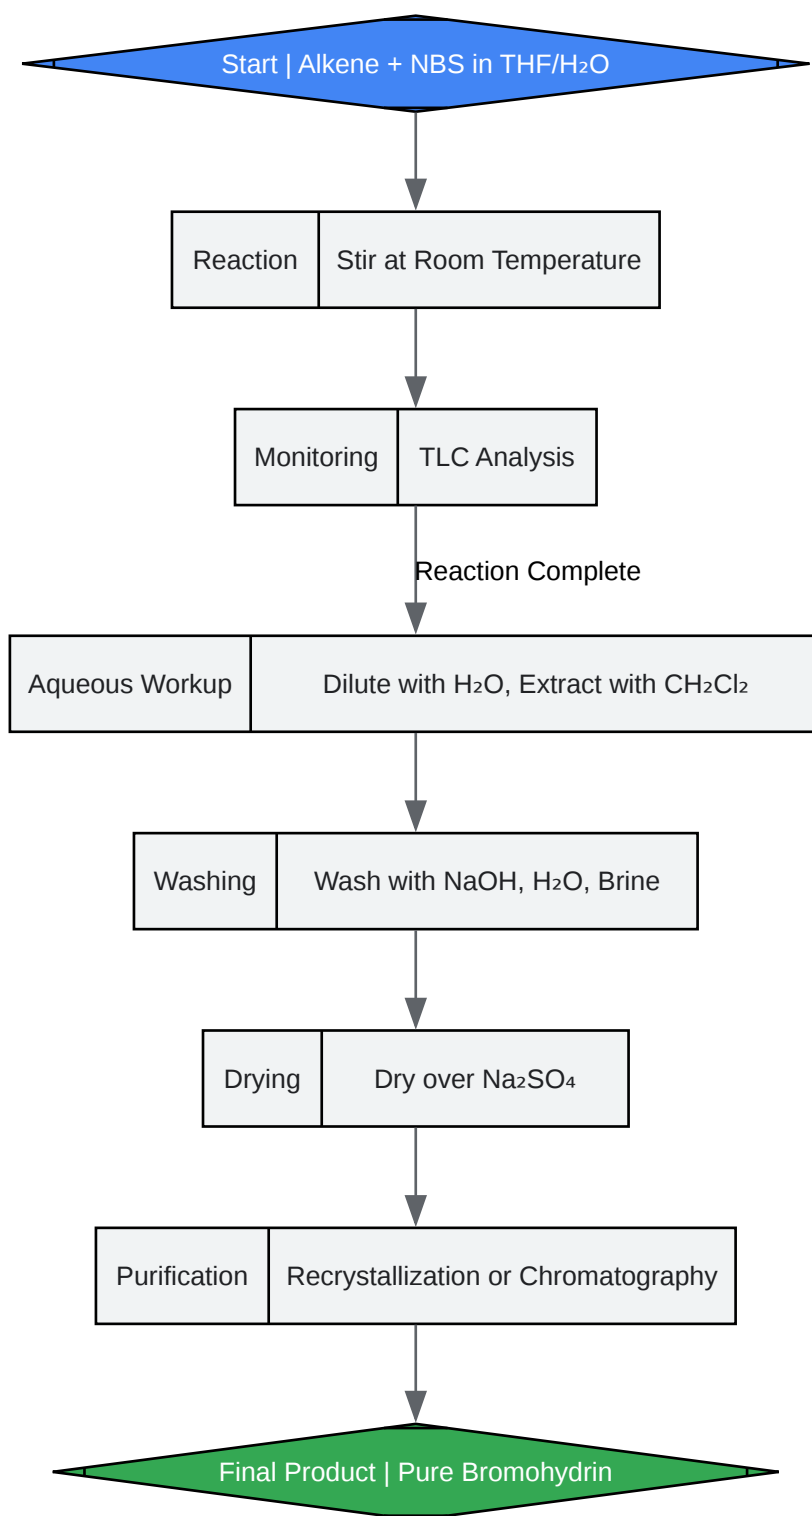 Start | Alkene + NBS in THF/H₂O
Reaction
Stir at Room Temperature
Monitoring
TLC Analysis
Reaction Complete
Aqueous Workup
Dilute with H₂O, Extract with CH₂Cl₂
Washing
Wash with NaOH, H₂O, Brine
Drying
Dry over Na₂SO₄
Purification
Recrystallization or Chromatography
Final Product | Pure Bromohydrin